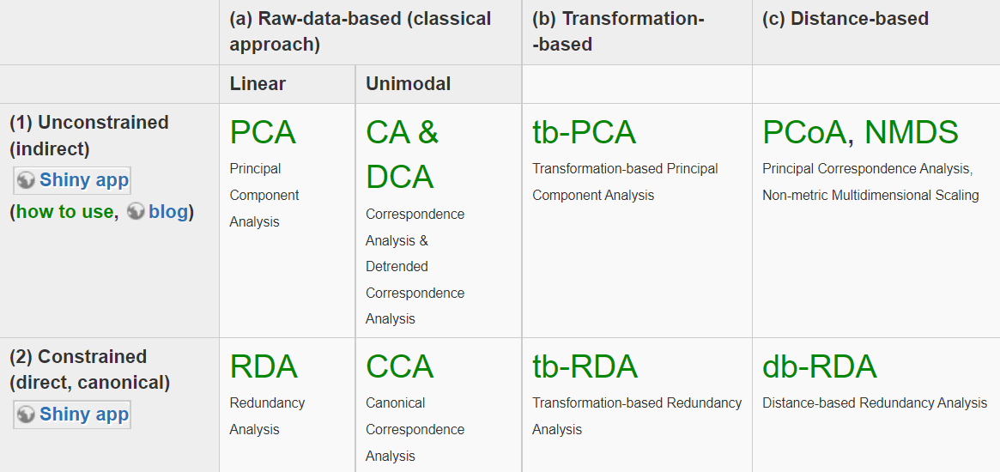 (a) Raw-data-based (classical
approach)
(b) Transformation-
-based
(c) Distance-based
Linear
Unimodal
(1) Unconstrained
(indirect)
Shiny app
(how to use, blog)
PCA
Principal
Component
Analysis
CA &
DCA
Correspondence
Analysis &
Detrended
Correspondence
Analysis
tb-PCA
Transformation-based Principal
Component Analysis
PCoA, NMDS
Principal Correspondence Analysis,
Non-metric Multidimensional Scaling
(2) Constrained
(direct, canonical)
Shiny app
RDA
Redundancy
Analysis
CCA
Canonical
Correspondence
Analysis
tb-RDA
Transformation-based Redundancy
Analysis
db-RDA
Distance-based Redundancy Analysis